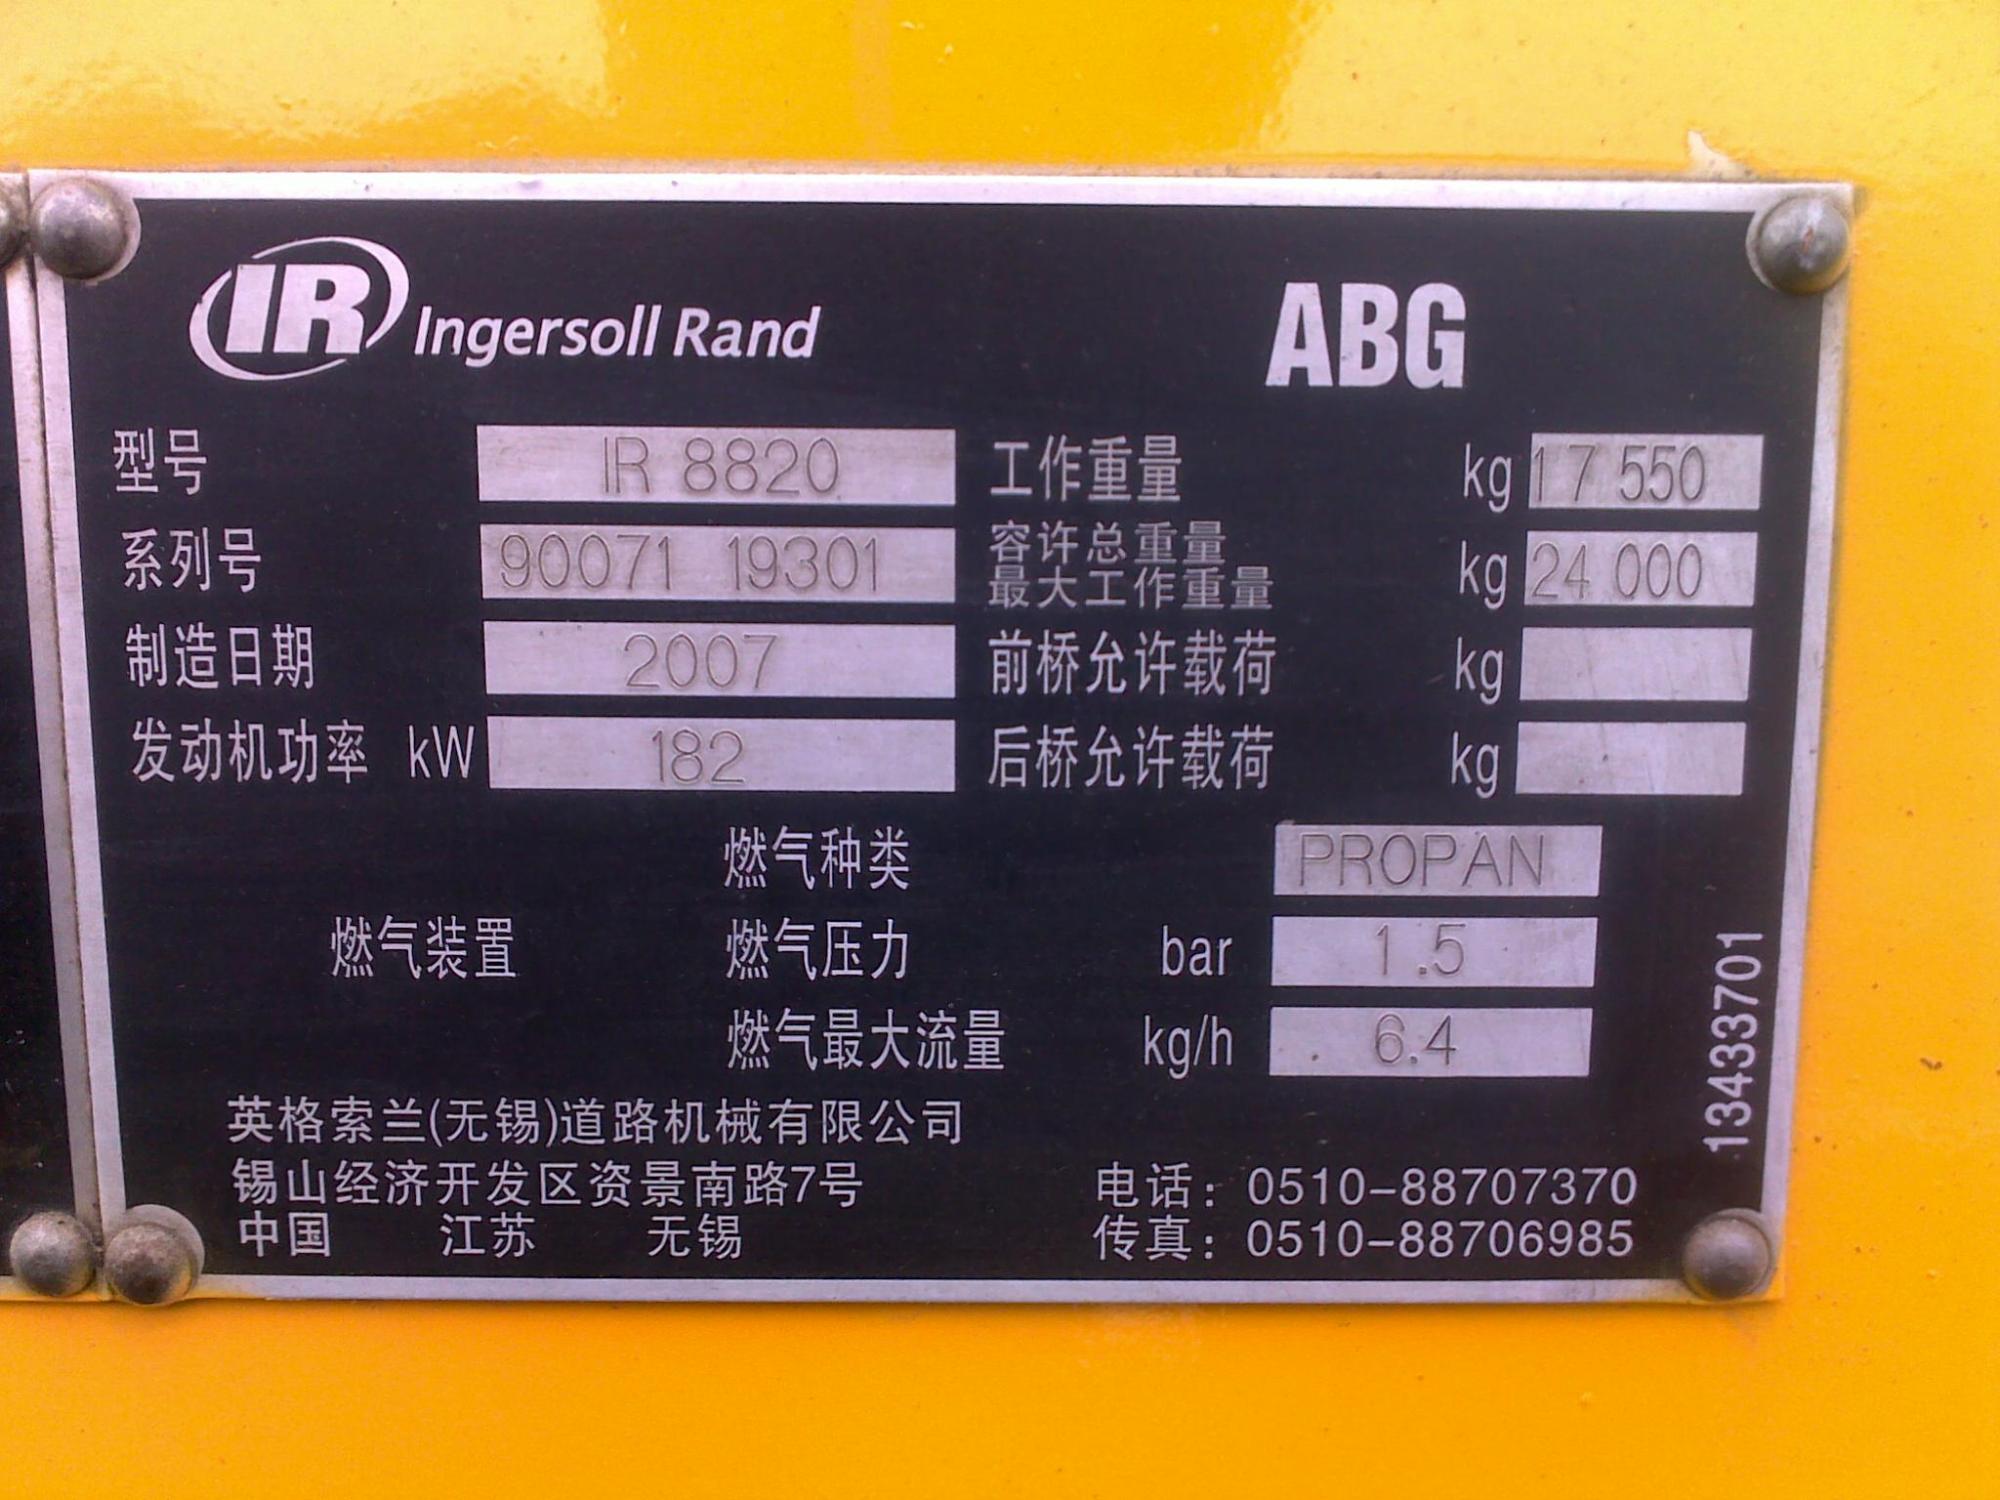 IR Ingersoll Rand
ABG
型号 IR 8820
工作重量 kg 17 550
系列号 90071 19301
容许总重量
最大工作重量 kg 24 000
制造日期 2007
前桥允许载荷 kg
发动机功率 kW 182
后桥允许载荷 kg
燃气种类 PROPAN
燃气装置 燃气压力 bar 1.5
燃气最大流量 kg/h 6.4
英格索兰(无锡)道路机械有限公司
锡山经济开发区资景南路7号
中国 江苏 无锡
电话: 0510-88707370
传真: 0510-88706985
13433701